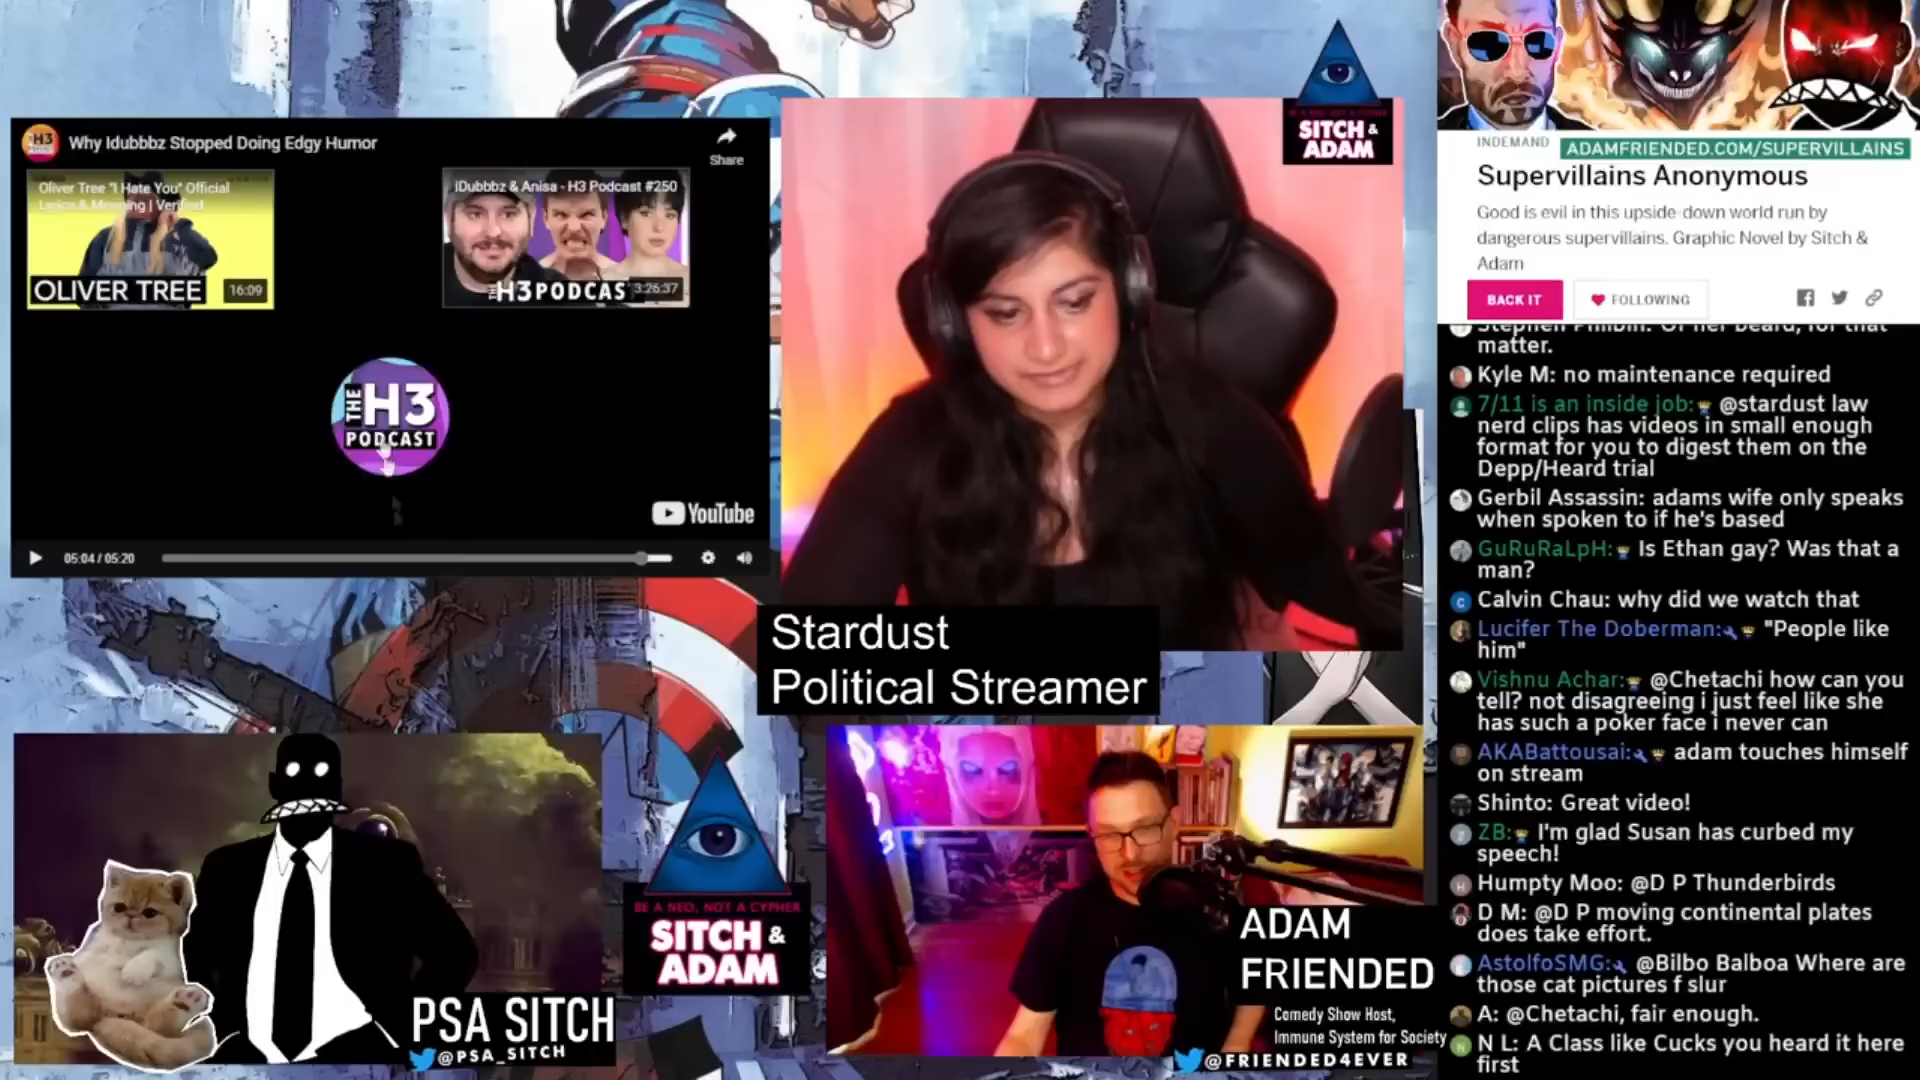 Why Idubbbz Stopped Doing Edgy Humor
Share
Oliver Tree "I Hate You" Official
Lyrics & Meaning | Verified
OLIVER TREE
16:09
iDubbbz & Anisa - H3 Podcast #250
H3PODCAS
3:26:37
THE
H3
PODCAST
YouTube
05:04 / 05:20
SITCH &
ADAM
Stardust
Political Streamer
INDEMAND
ADAMFRIENDED.COM/SUPERVILLAINS
Supervillains Anonymous
Good is evil in this upside-down world run by
dangerous supervillains. Graphic Novel by Sitch &
Adam
BACK IT
FOLLOWING
Stephen Philbin: Or her beard, for that
matter.
Kyle M: no maintenance required
7/11 is an inside job: @stardust law
nerd clips has videos in small enough
format for you to digest them on the
Depp/Heard trial
Gerbil Assassin: adams wife only speaks
when spoken to if he's based
GuRuRaLpH: Is Ethan gay? Was that a
man?
Calvin Chau: why did we watch that
Lucifer The Doberman: "People like
him"
Vishnu Achar: @Chetachi how can you
tell? not disagreeing i just feel like she
has such a poker face i never can
AKABattousai: adam touches himself
on stream
Shinto: Great video!
ZB: I'm glad Susan has curbed my
speech!
Humpty Moo: @D P Thunderbirds
D M: @D P moving continental plates
does take effort.
AstolfoSMG: @Bilbo Balboa Where are
those cat pictures f slur
A: @Chetachi, fair enough.
N L: A Class like Cucks you heard it here
first
PSA SITCH
@PSA_SITCH
BE A NEO, NOT A CYPHER
SITCH &
ADAM
ADAM
FRIENDED
Comedy Show Host,
Immune System for Society
@FRIENDED4EVER